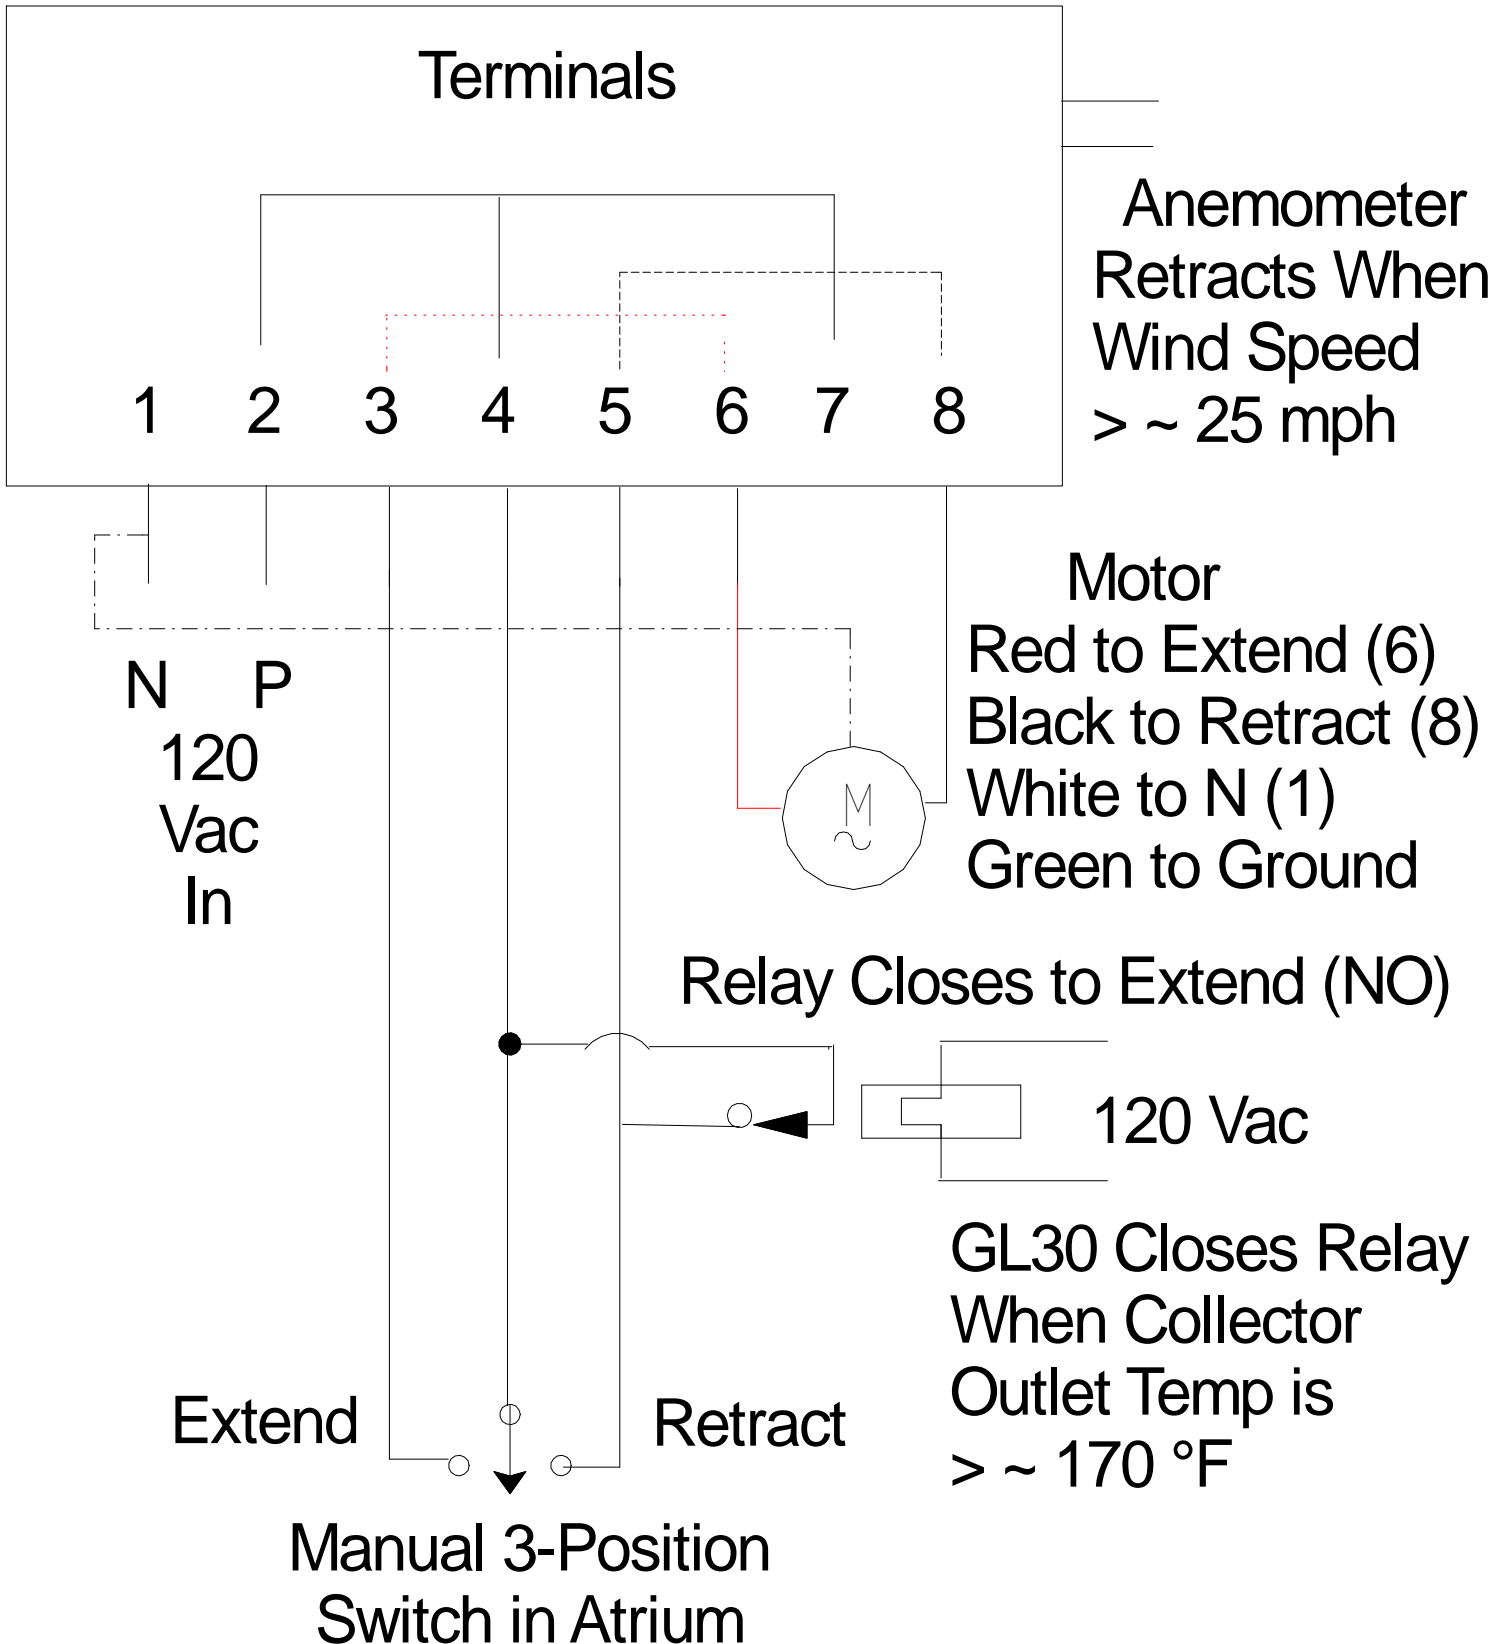 Terminals
1 2 3 4 5 6 7 8
Anemometer
Retracts When
Wind Speed
> ~ 25 mph
N P
120
Vac
In
Motor
Red to Extend (6)
Black to Retract (8)
White to N (1)
Green to Ground
M
Relay Closes to Extend (NO)
120 Vac
GL30 Closes Relay
When Collector
Outlet Temp is
> ~ 170 °F
Extend
Retract
Manual 3-Position
Switch in Atrium